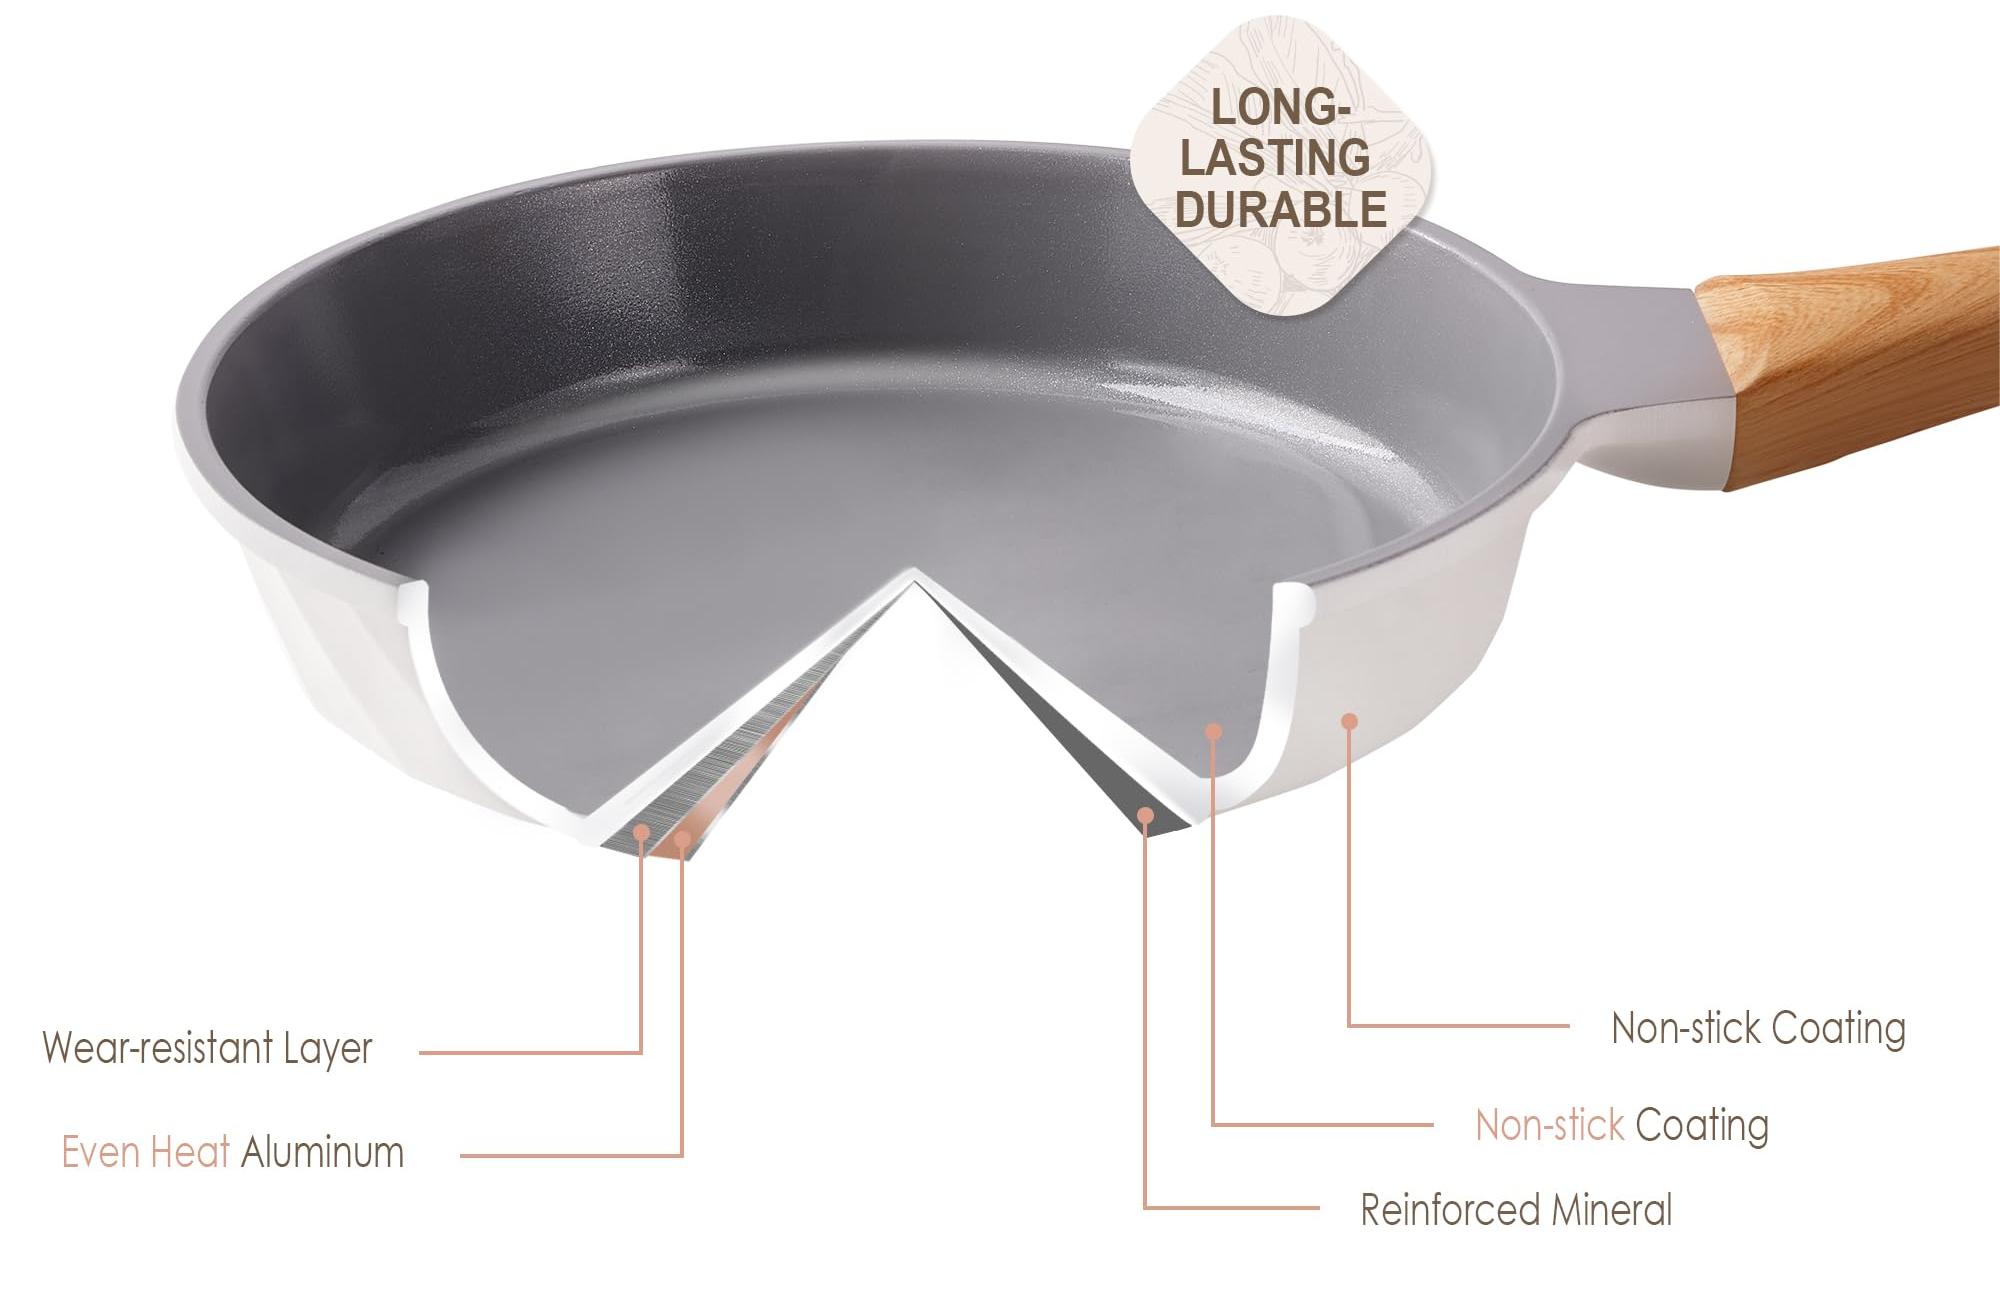 LONG-
LASTING
DURABLE
Wear-resistant Layer
Even Heat Aluminum
Non-stick Coating
Non-stick Coating
Reinforced Mineral